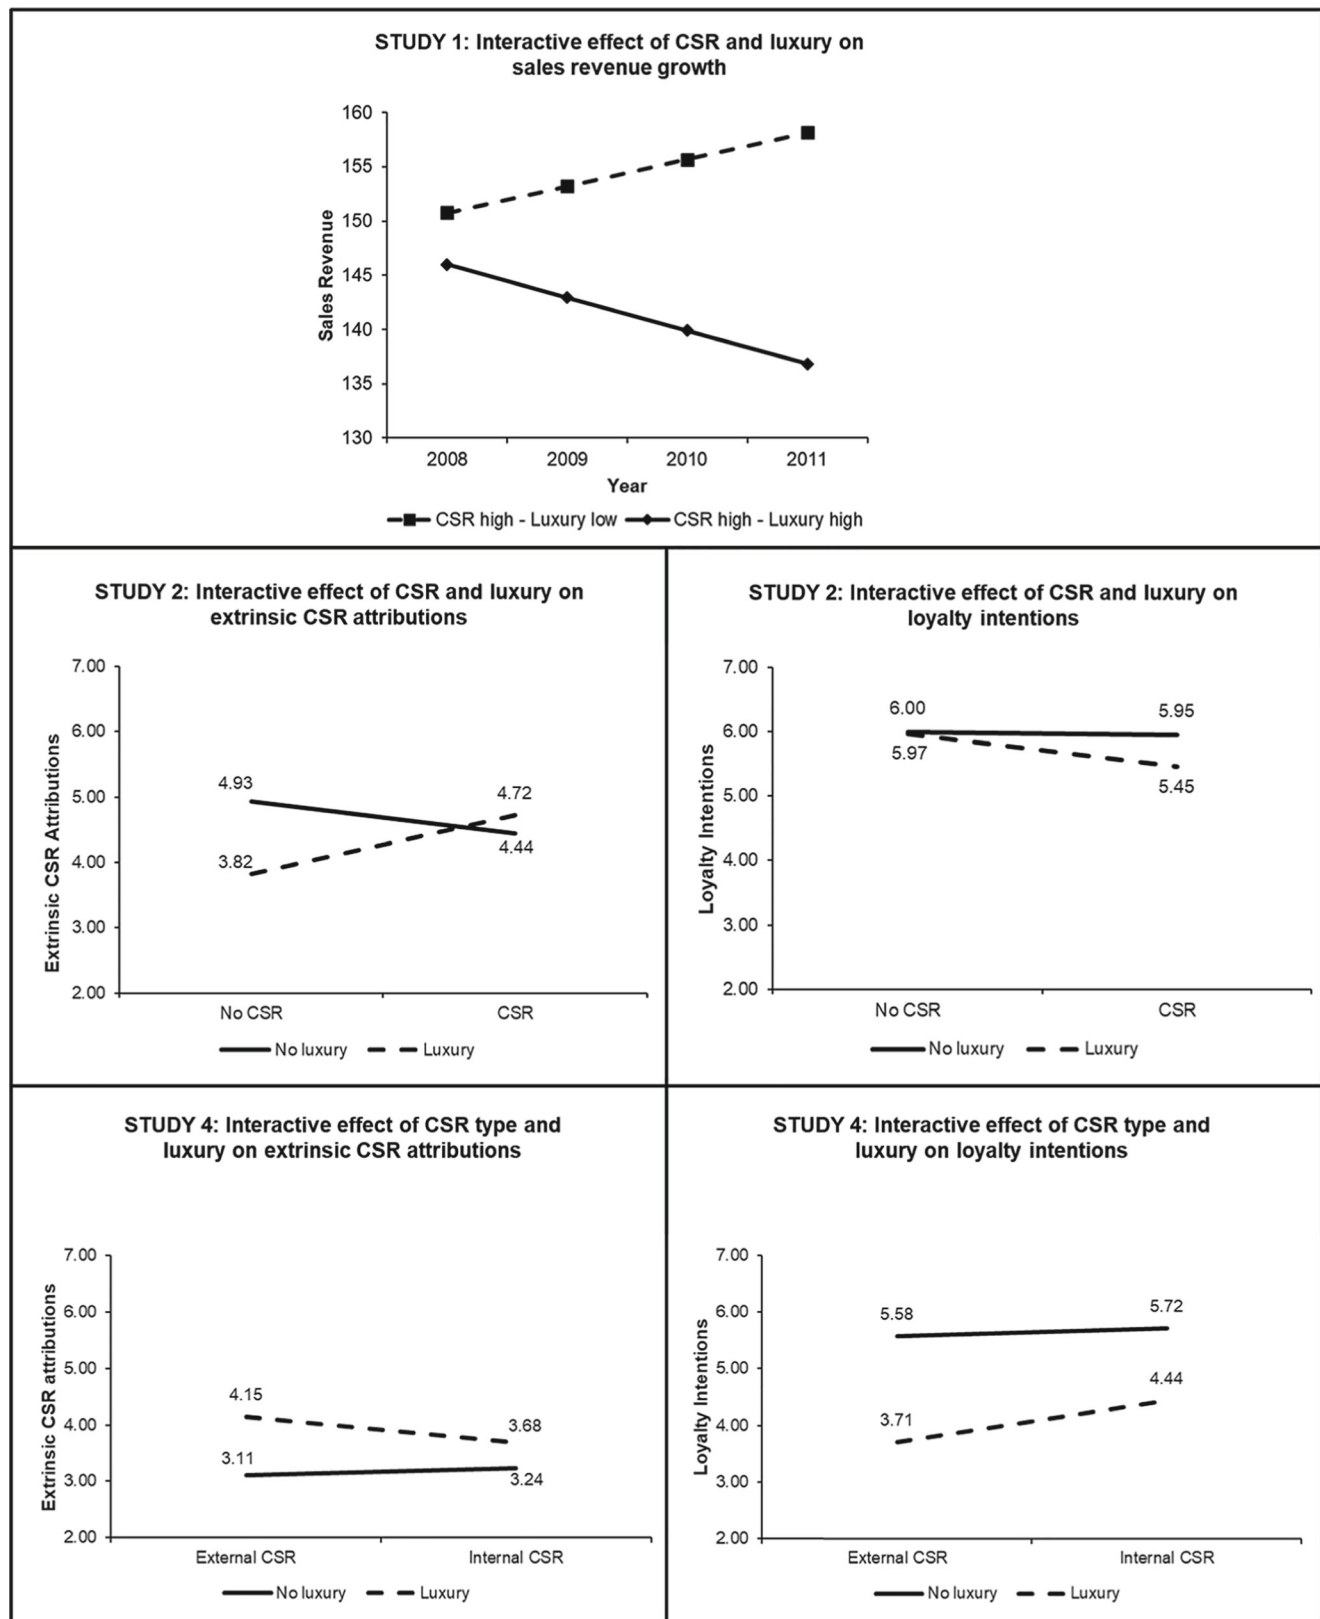 STUDY 1: Interactive effect of CSR and luxury on
sales revenue growth
160
155
150
145
140
135
130
Sales Revenue
2008 2009 2010 2011
Year
CSR high - Luxury low CSR high - Luxury high
STUDY 2: Interactive effect of CSR and luxury on
extrinsic CSR attributions
7.00
6.00
5.00
4.00
3.00
2.00
Extrinsic CSR Attributions
4.93
3.82
4.72
4.44
No CSR CSR
No luxury Luxury
STUDY 2: Interactive effect of CSR and luxury on
loyalty intentions
7.00
6.00
5.00
4.00
3.00
2.00
Loyalty Intentions
6.00
5.97
5.95
5.45
No CSR CSR
No luxury Luxury
STUDY 4: Interactive effect of CSR type and
luxury on extrinsic CSR attributions
7.00
6.00
5.00
4.00
3.00
2.00
Extrinsic CSR attributions
4.15
3.11
3.68
3.24
External CSR Internal CSR
No luxury Luxury
STUDY 4: Interactive effect of CSR type and
luxury on loyalty intentions
7.00
6.00
5.00
4.00
3.00
2.00
Loyalty Intentions
5.58
3.71
5.72
4.44
External CSR Internal CSR
No luxury Luxury